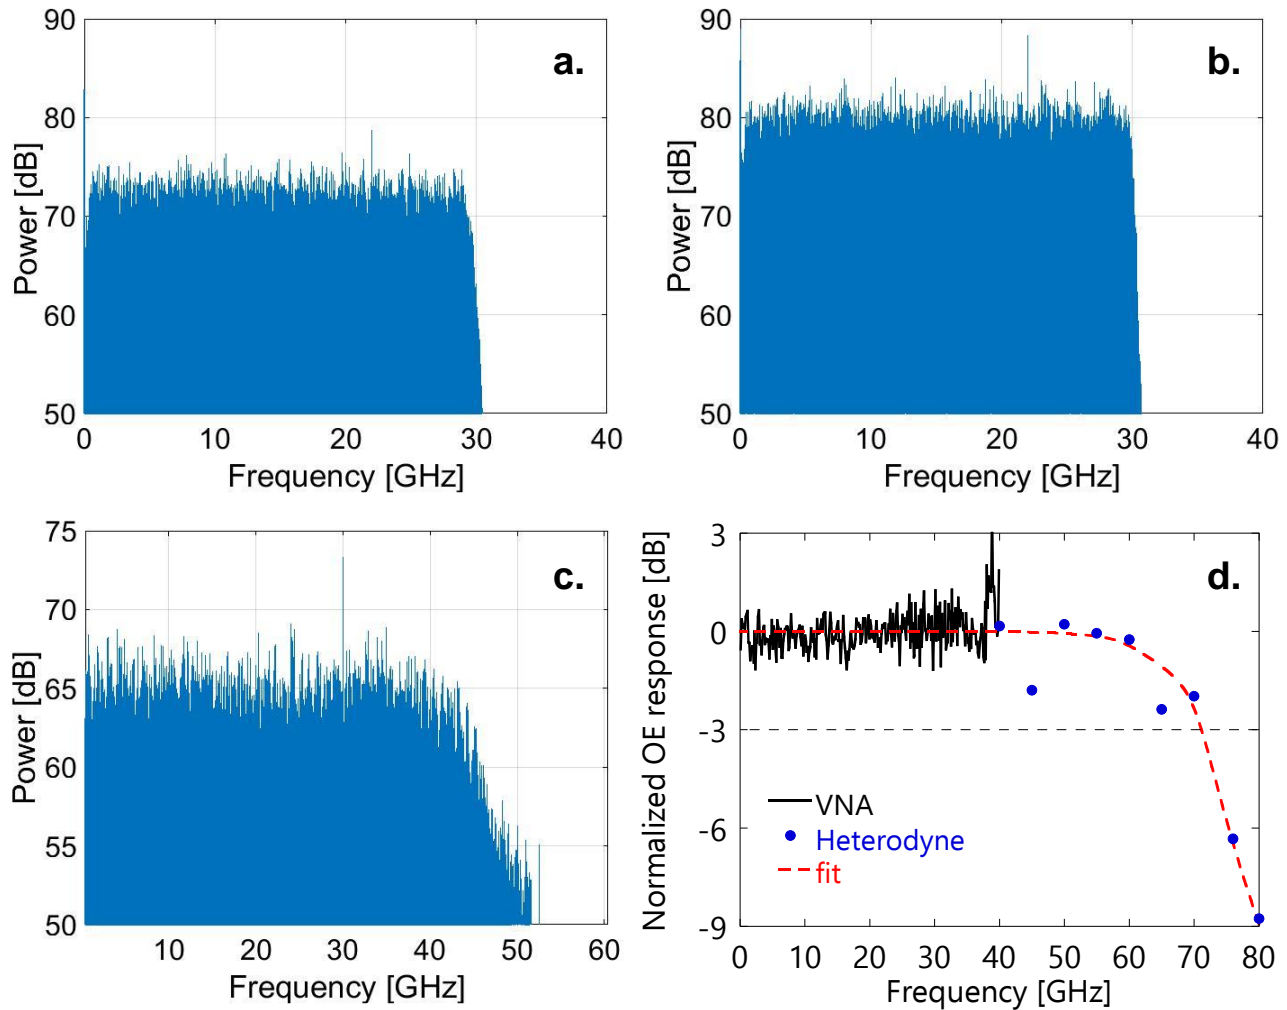 90
80
70
60
50
Power [dB]
a.
0 10 20 30 40
Frequency [GHz]
90
80
70
60
50
Power [dB]
b.
0 10 20 30 40
Frequency [GHz]
75
70
65
60
55
50
Power [dB]
c.
10 20 30 40 50 60
Frequency [GHz]
3
0
-3
-6
-9
Normalized OE response [dB]
d.
VNA
Heterodyne
fit
0 10 20 30 40 50 60 70 80
Frequency [GHz]